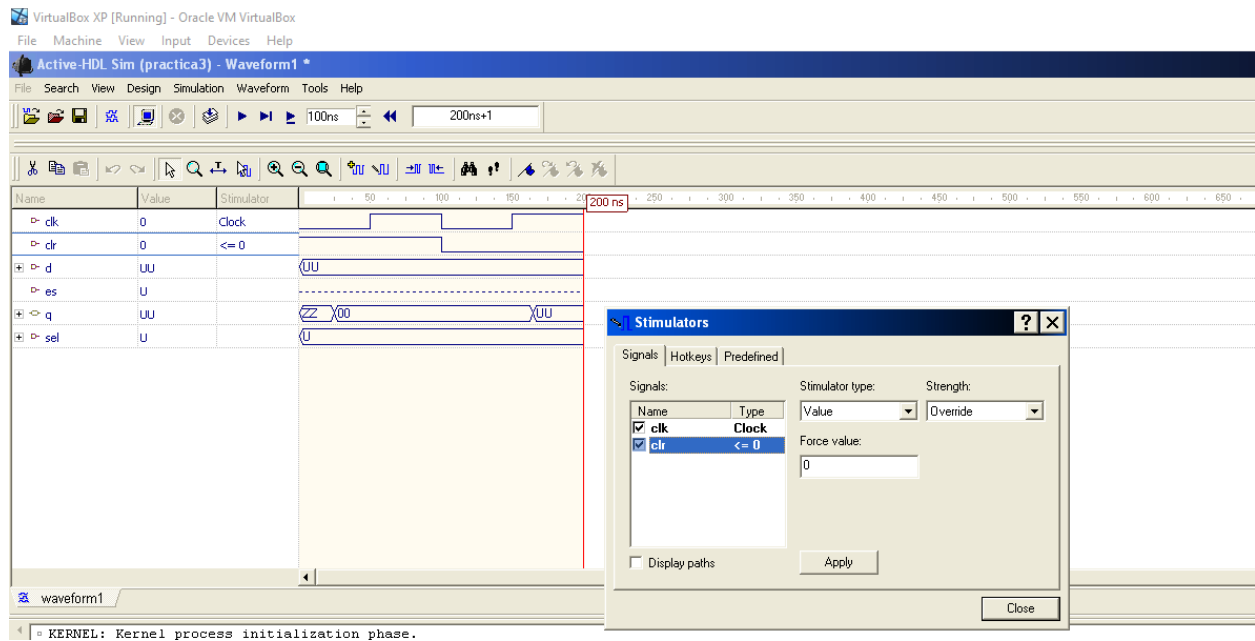 VirtualBox XP [Running] - Oracle VM VirtualBox
File Machine View Input Devices Help
Active-HDL Sim (practica3) - Waveform1 *
File Search View Design Simulation Waveform Tools Help
100ns 200ns+1
Name Value Stimulator 50 100 150 20 200 ns 250 300 350 400 450 500 550 600 650
clk 0 Clock
clr 0 <= 0
d UU UU
es U
q UU ZZ 00 UU
sel U U
Stimulators
Signals Hotkeys Predefined
Signals: Stimulator type: Strength:
Name Type Value Override
clk Clock
clr <= 0 Force value:
0
Display paths Apply
Close
waveform1
KERNEL: Kernel process initialization phase.